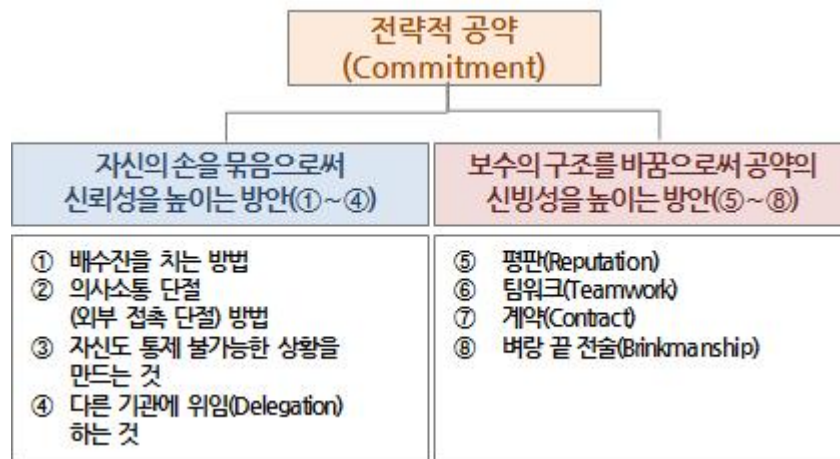 전략적 공약
(Commitment)
자신의 손을 묶음으로써
신뢰성을 높이는 방안(①~④)
보수의 구조를 바꿈으로써 공약의
신빙성을 높이는 방안(⑤~⑧)
① 배수진을 치는 방법
② 의사소통 단절
(외부 접촉 단절) 방법
③ 자신도 통제 불가능한 상황을
만드는 것
④ 다른 기관에 위임(Delegation)
하는 것
⑤ 평판(Reputation)
⑥ 팀워크(Teamwork)
⑦ 계약(Contract)
⑧ 벼랑 끝 전술(Brinkmanship)